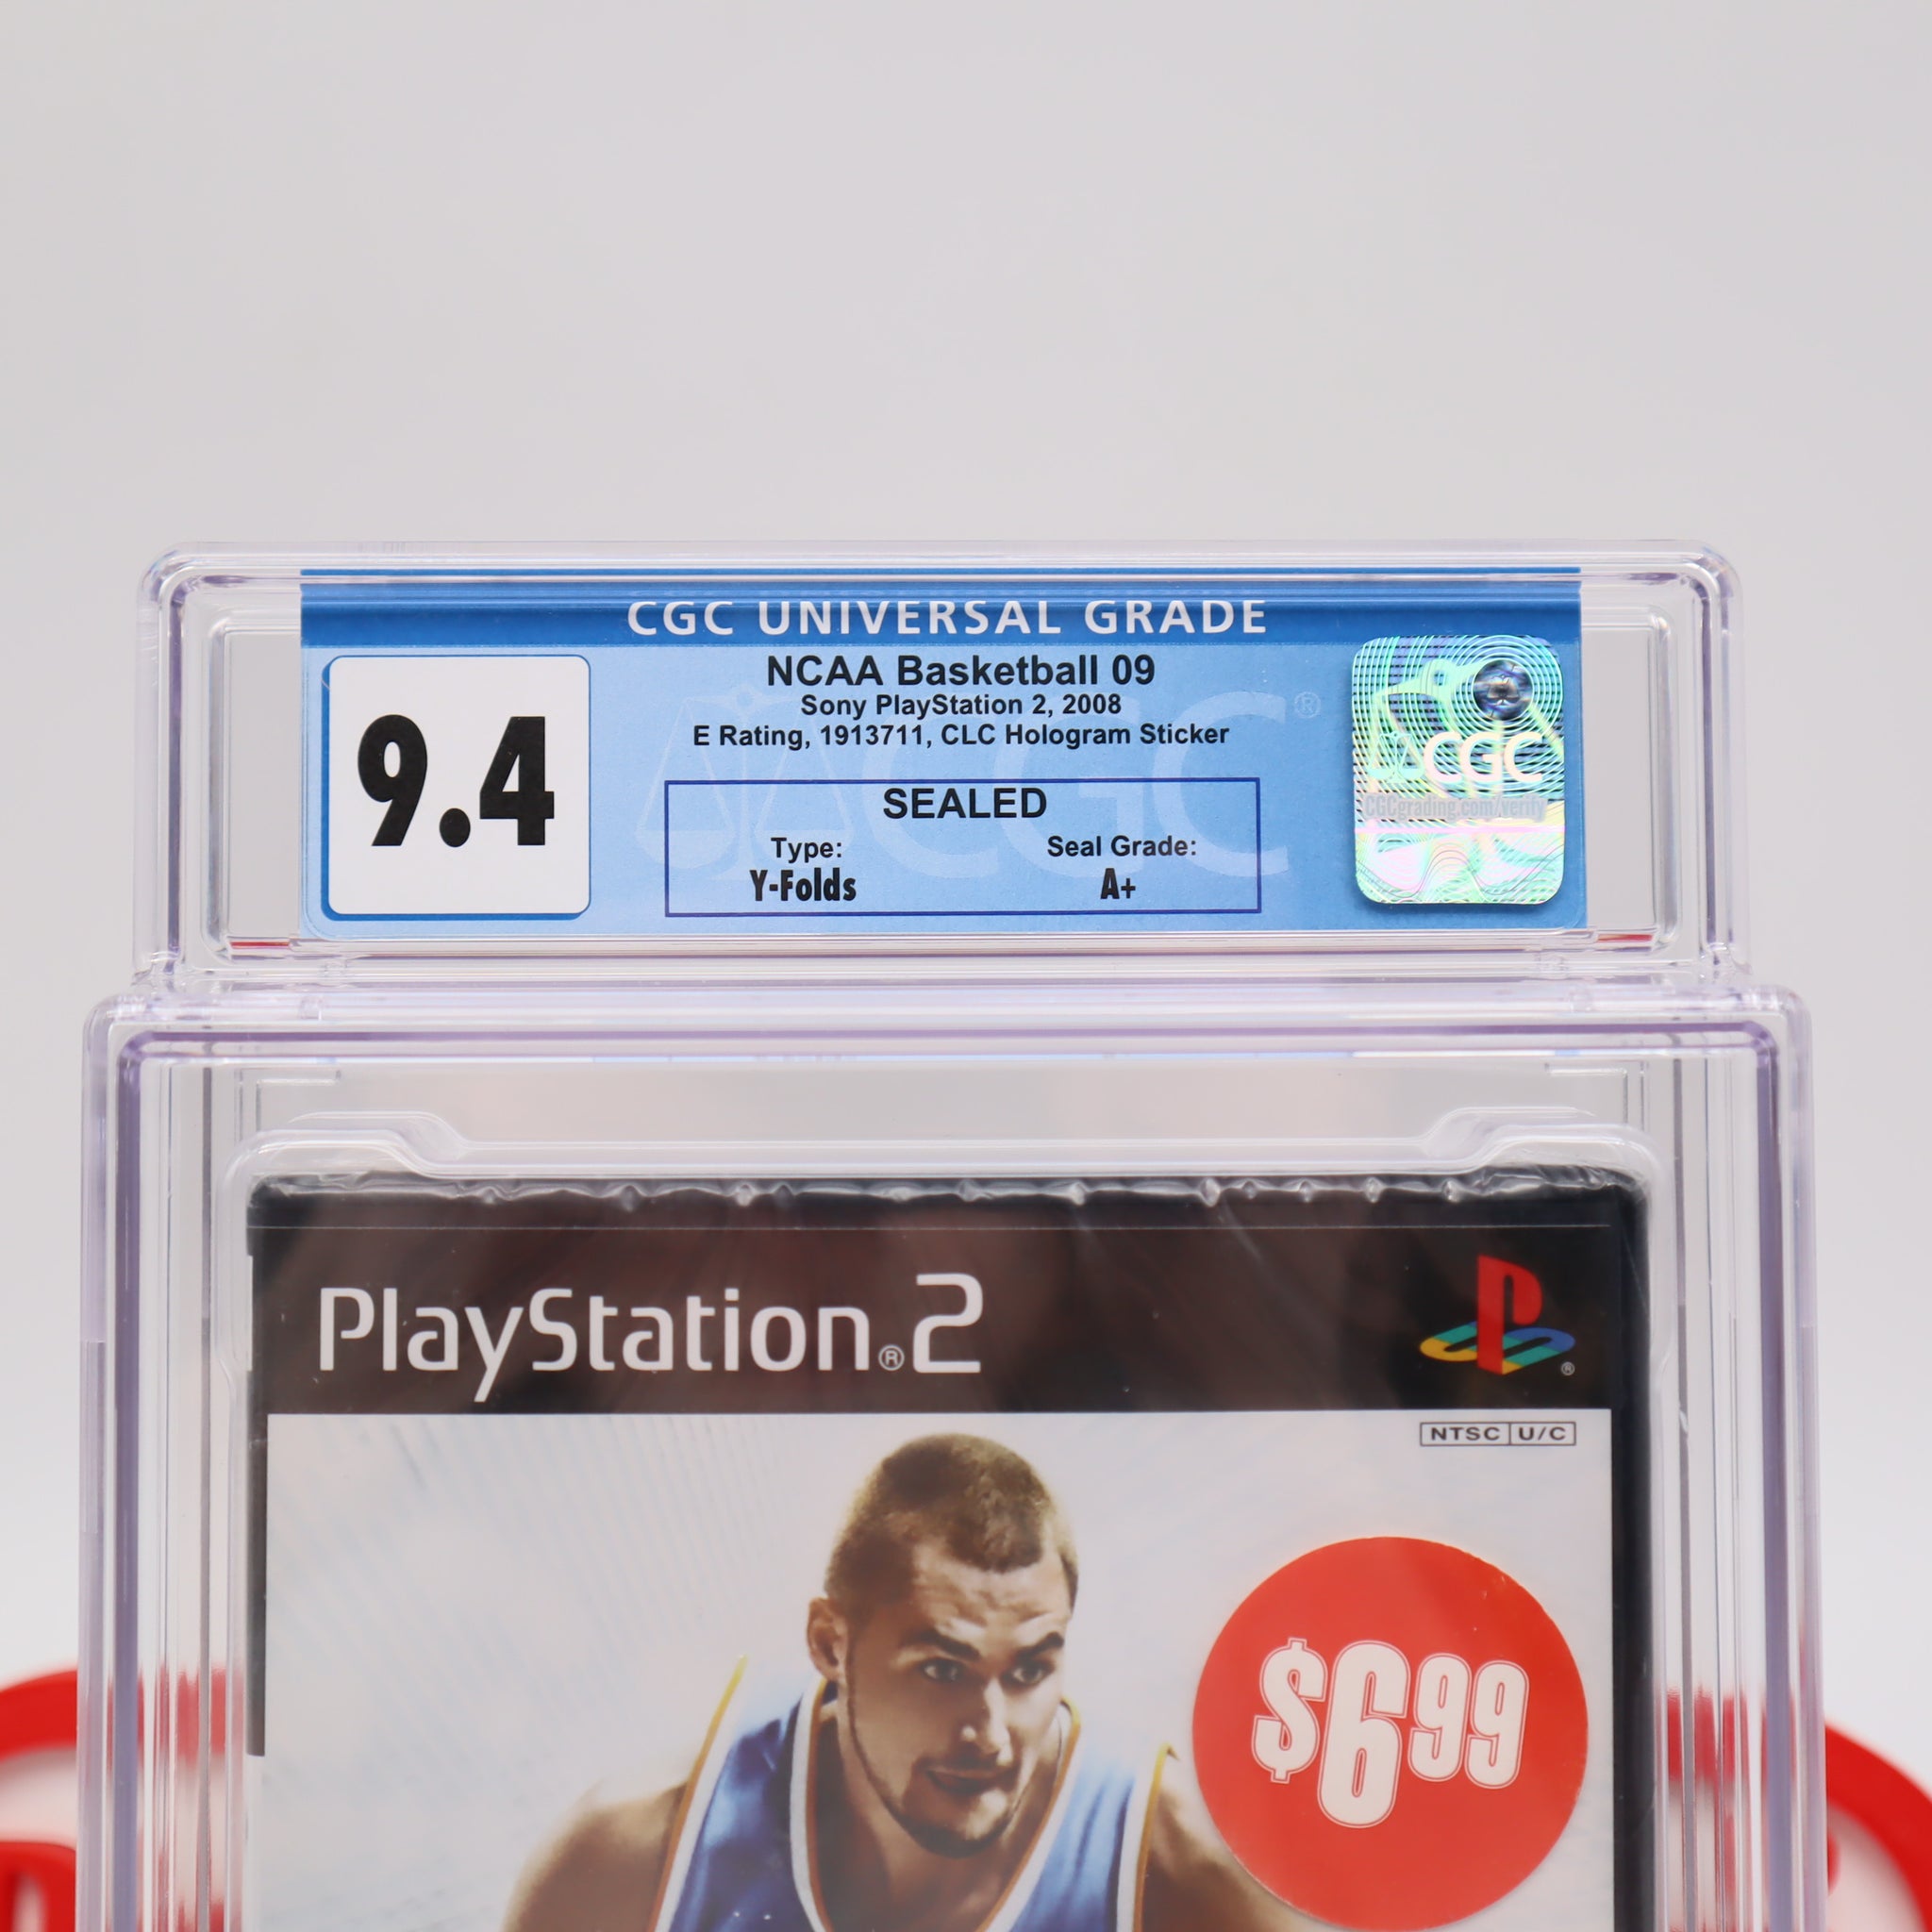 CGC UNIVERSAL GRADE
9.4
NCAA Basketball 09
Sony PlayStation 2, 2008
E Rating, 1913711, CLC Hologram Sticker
SEALED
Type: Seal Grade:
Y-Folds A+
CGC®
CGC
CGCgrading.com/verify
PlayStation®2
®
NTSC U/C
$6.99